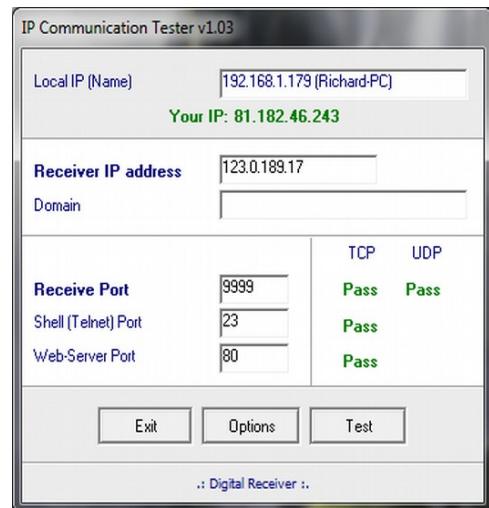 IP Communication Tester v1.03
Local IP (Name) 192.168.1.179 (Richard-PC)
Your IP: 81.182.46.243
Receiver IP address 123.0.189.17
Domain
TCP UDP
Receive Port 9999 Pass Pass
Shell (Telnet) Port 23 Pass
Web-Server Port 80 Pass
Exit Options Test
.: Digital Receiver :.